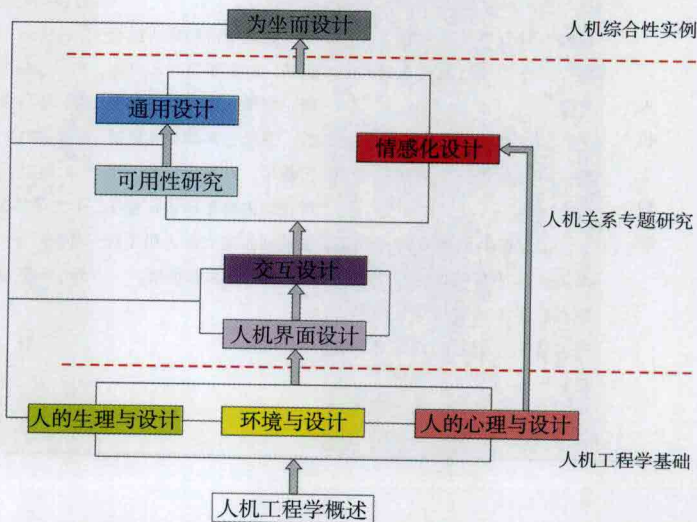 为坐面设计
人机综合性实例
通用设计
情感化设计
可用性研究
人机关系专题研究
交互设计
人机界面设计
人的生理与设计
环境与设计
人的心理与设计
人机工程学基础
人机工程学概述